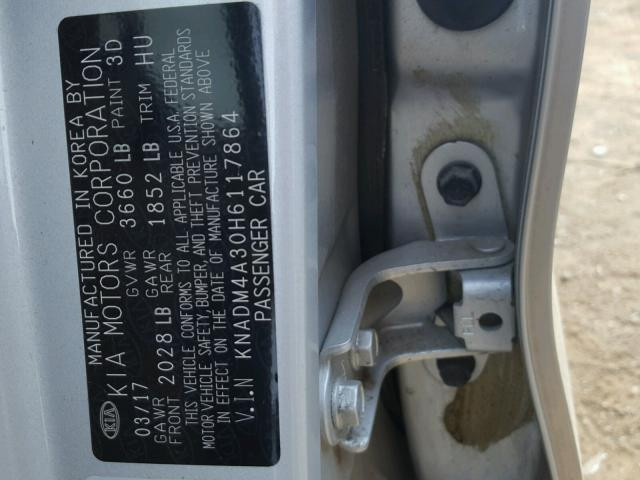 MANUFACTURED IN KOREA BY
KIA KIA MOTORS CORPORATION
03/17 GVWR 3660 LB PAINT 3D
GAWR FRONT 2028 LB GAWR REAR 1852 LB TRIM HU
THIS VEHICLE CONFORMS TO ALL APPLICABLE U.S.A. FEDERAL
MOTOR VEHICLE SAFETY, BUMPER, AND THEFT PREVENTION STANDARDS
IN EFFECT ON THE DATE OF MANUFACTURE SHOWN ABOVE
V.I.N KNADM4A30H6117864
PASSENGER CAR